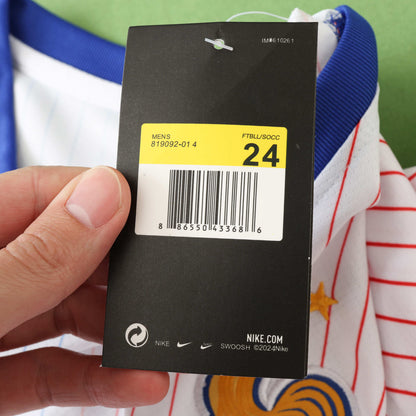 IM#610261
MENS FTBLL/SOCC
819092-01 4 24
8 86550 43368 6
NIKE.COM
NIKE SWOOSH ©2024Nike